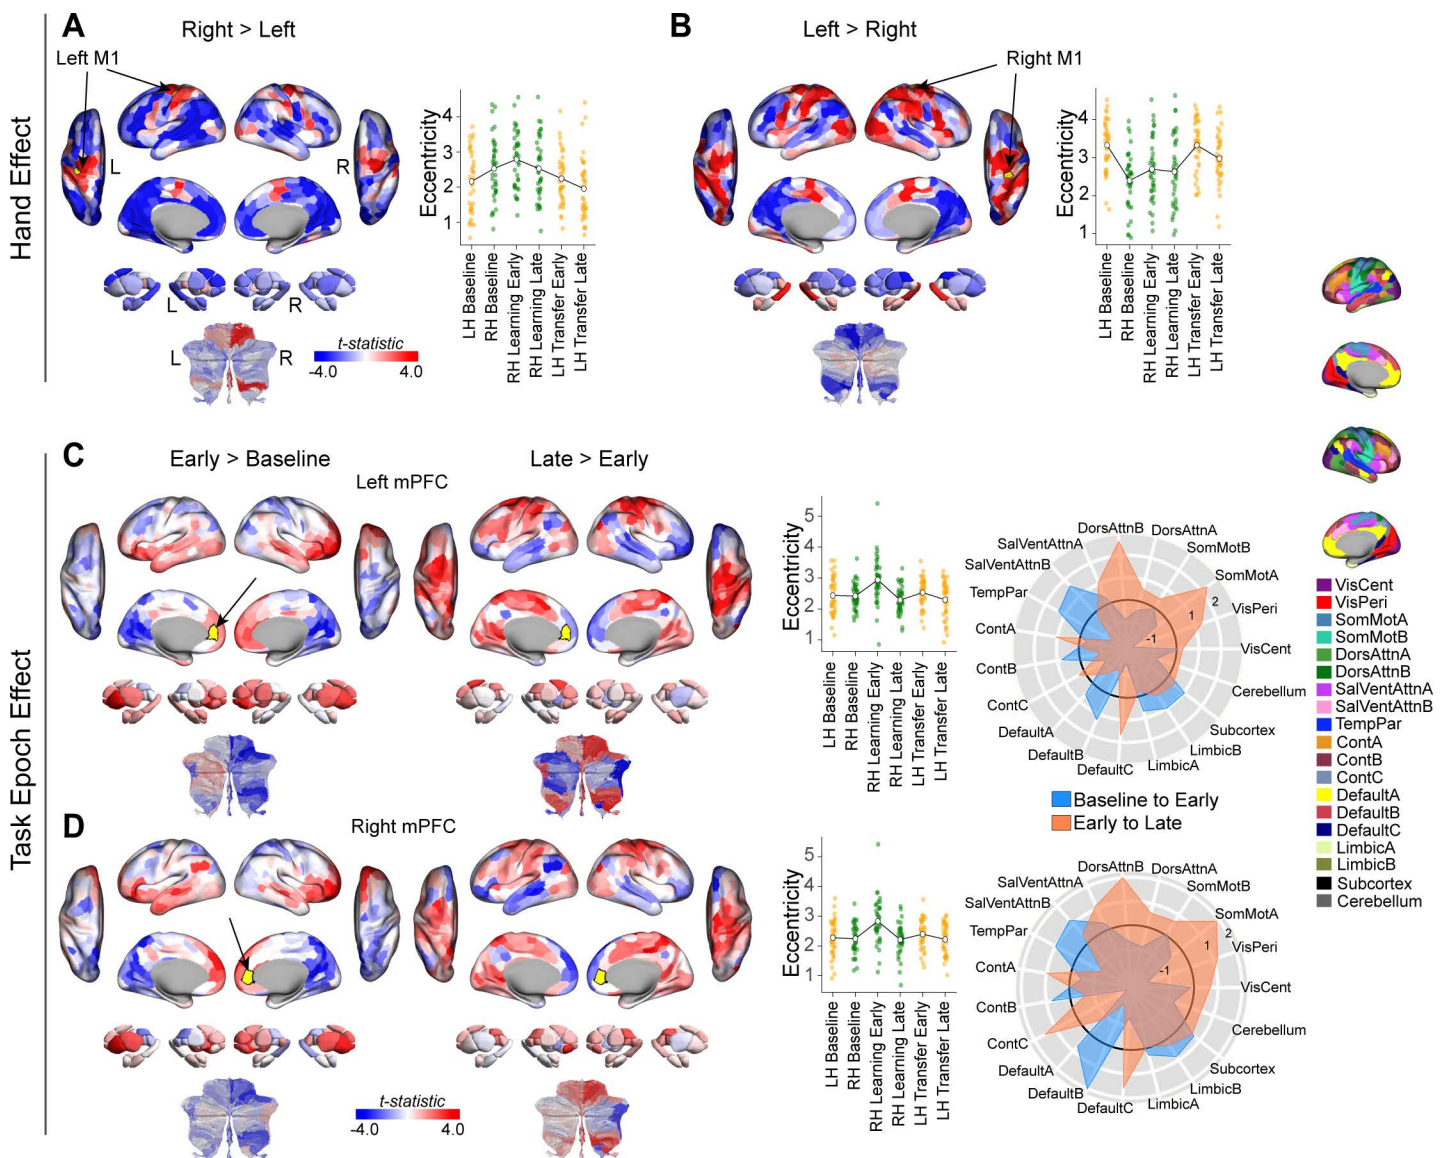 A
Right > Left
Left M1
L
R
L
R
L
R
t-statistic
-4.0
4.0
Hand Effect
Eccentricity
4
3
2
1
LH Baseline
RH Baseline
RH Learning Early
RH Learning Late
LH Transfer Early
LH Transfer Late
B
Left > Right
Right M1
Eccentricity
4
3
2
1
LH Baseline
RH Baseline
RH Learning Early
RH Learning Late
LH Transfer Early
LH Transfer Late
Task Epoch Effect
C
Early > Baseline
Left mPFC
Late > Early
Eccentricity
5
4
3
2
1
LH Baseline
RH Baseline
RH Learning Early
RH Learning Late
LH Transfer Early
LH Transfer Late
DorsAttnB
DorsAttnA
SomMotB
SomMotA
VisPeri
VisCent
Cerebellum
Subcortex
LimbicB
LimbicA
DefaultC
DefaultB
DefaultA
ContC
ContB
ContA
TempPar
SalVentAttnB
SalVentAttnA
-1
1
2
Baseline to Early
Early to Late
D
Right mPFC
t-statistic
-4.0
4.0
Eccentricity
5
4
3
2
1
LH Baseline
RH Baseline
RH Learning Early
RH Learning Late
LH Transfer Early
LH Transfer Late
DorsAttnB
DorsAttnA
SomMotB
SomMotA
VisPeri
VisCent
Cerebellum
Subcortex
LimbicB
LimbicA
DefaultC
DefaultB
DefaultA
ContC
ContB
ContA
TempPar
SalVentAttnB
SalVentAttnA
-1
1
2
VisCent
VisPeri
SomMotA
SomMotB
DorsAttnA
DorsAttnB
SalVentAttnA
SalVentAttnB
TempPar
ContA
ContB
ContC
DefaultA
DefaultB
DefaultC
LimbicA
LimbicB
Subcortex
Cerebellum